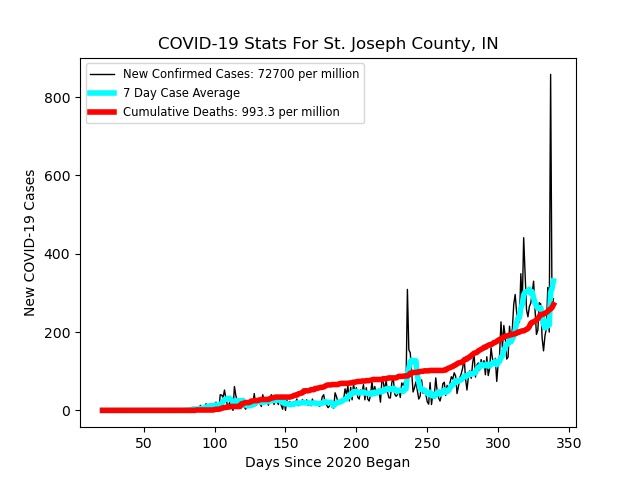 COVID-19 Stats For St. Joseph County, IN
New Confirmed Cases: 72700 per million
7 Day Case Average
Cumulative Deaths: 993.3 per million
New COVID-19 Cases
800
600
400
200
0
50
100
150
200
250
300
350
Days Since 2020 Began